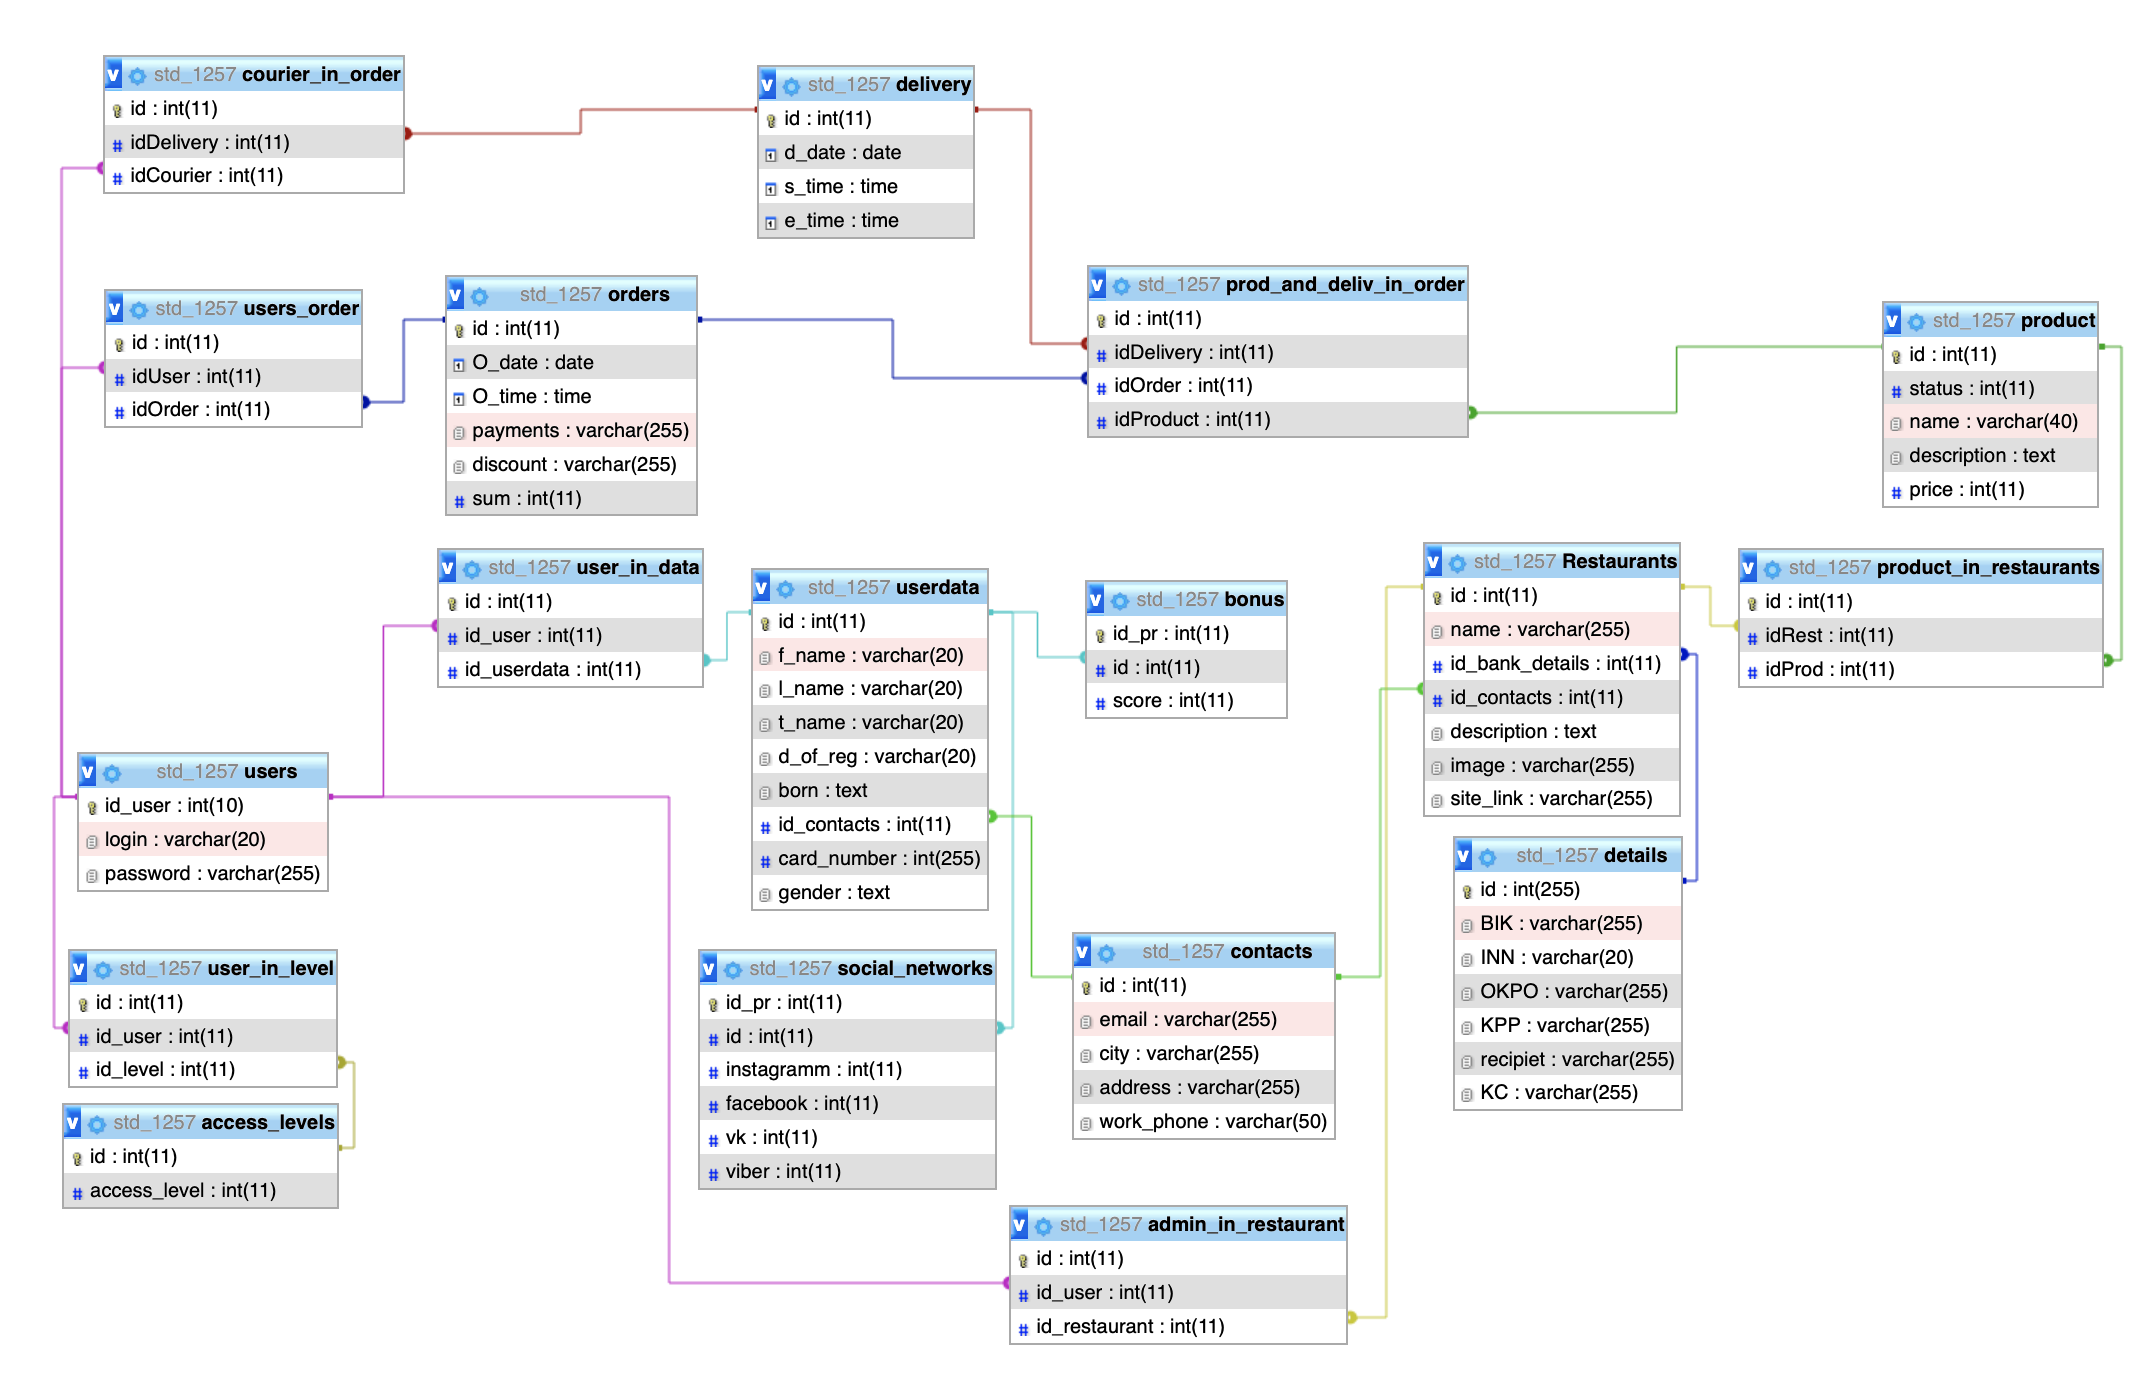 std_1257 courier_in_order
id : int(11)
idDelivery : int(11)
idCourier : int(11)
std_1257 delivery
id : int(11)
d_date : date
s_time : time
e_time : time
std_1257 users_order
id : int(11)
idUser : int(11)
idOrder : int(11)
std_1257 orders
id : int(11)
O_date : date
O_time : time
payments : varchar(255)
discount : varchar(255)
sum : int(11)
std_1257 prod_and_deliv_in_order
id : int(11)
idDelivery : int(11)
idOrder : int(11)
idProduct : int(11)
std_1257 product
id : int(11)
status : int(11)
name : varchar(40)
description : text
price : int(11)
std_1257 user_in_data
id : int(11)
id_user : int(11)
id_userdata : int(11)
std_1257 userdata
id : int(11)
f_name : varchar(20)
l_name : varchar(20)
t_name : varchar(20)
d_of_reg : varchar(20)
born : text
id_contacts : int(11)
card_number : int(255)
gender : text
std_1257 bonus
id_pr : int(11)
id : int(11)
score : int(11)
std_1257 Restaurants
id : int(11)
name : varchar(255)
id_bank_details : int(11)
id_contacts : int(11)
description : text
image : varchar(255)
site_link : varchar(255)
std_1257 product_in_restaurants
id : int(11)
idRest : int(11)
idProd : int(11)
std_1257 users
id_user : int(10)
login : varchar(20)
password : varchar(255)
std_1257 details
id : int(255)
BIK : varchar(255)
INN : varchar(20)
OKPO : varchar(255)
KPP : varchar(255)
recipiet : varchar(255)
KC : varchar(255)
std_1257 user_in_level
id : int(11)
id_user : int(11)
id_level : int(11)
std_1257 social_networks
id_pr : int(11)
id : int(11)
instagramm : int(11)
facebook : int(11)
vk : int(11)
viber : int(11)
std_1257 contacts
id : int(11)
email : varchar(255)
city : varchar(255)
address : varchar(255)
work_phone : varchar(50)
std_1257 access_levels
id : int(11)
access_level : int(11)
std_1257 admin_in_restaurant
id : int(11)
id_user : int(11)
id_restaurant : int(11)